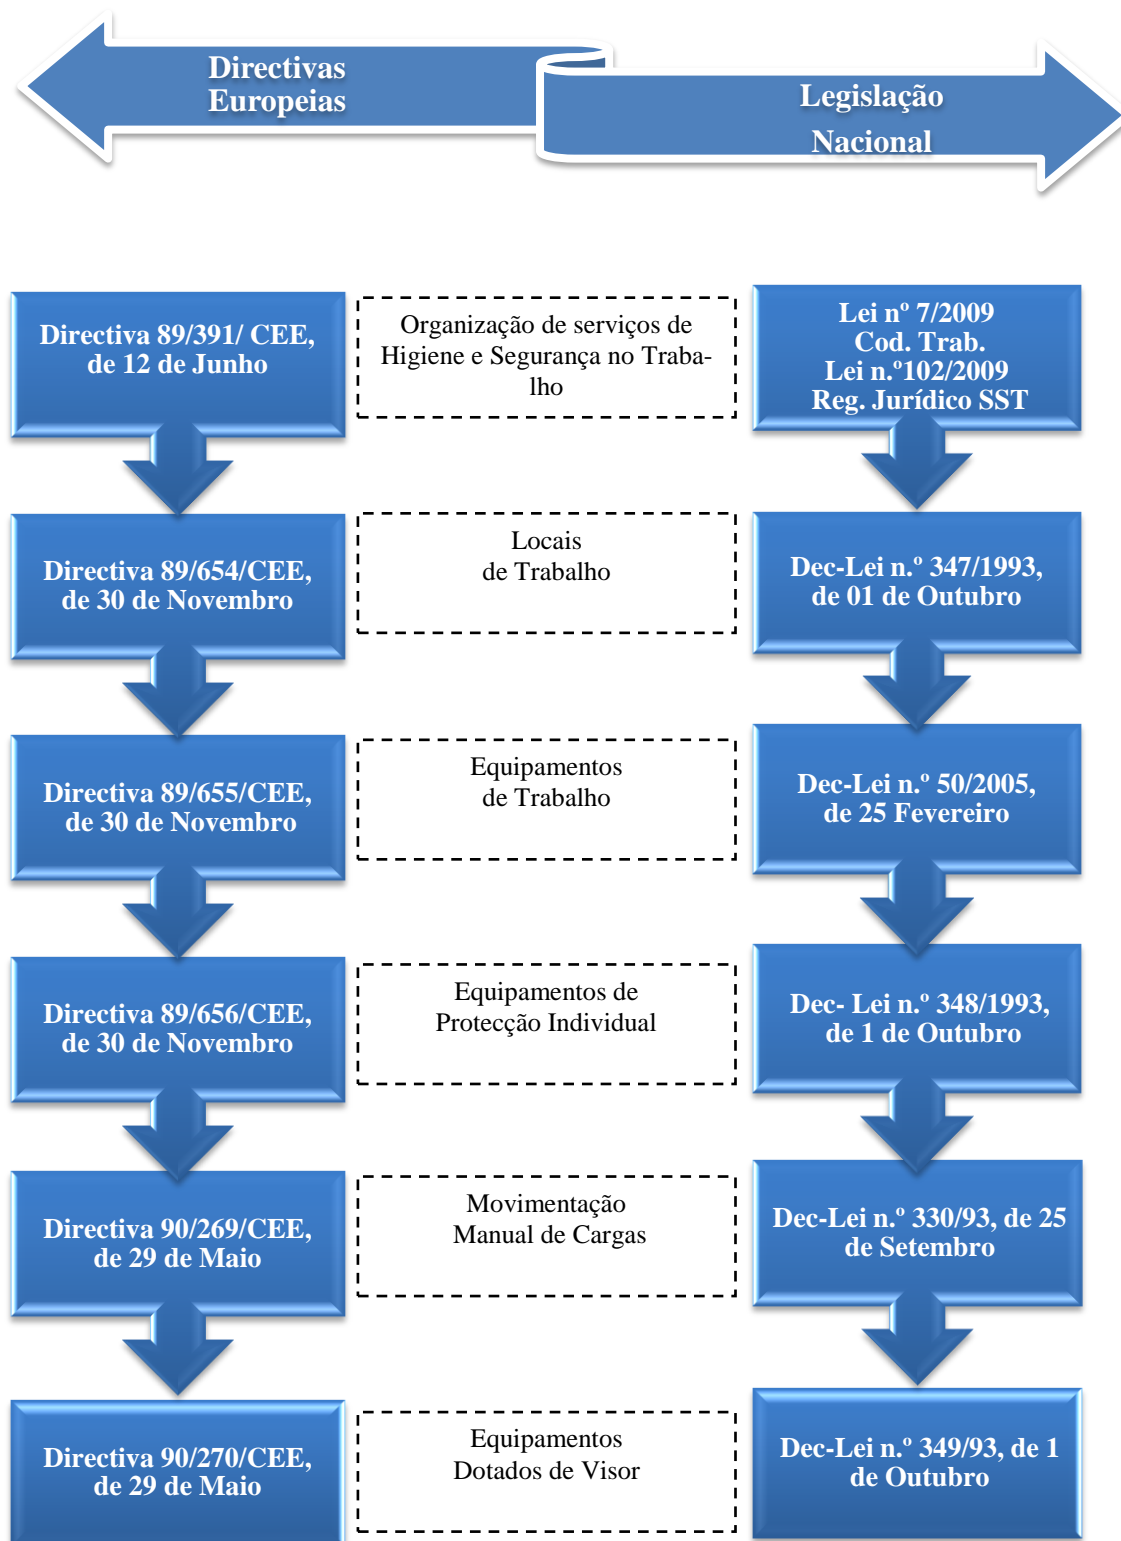 Directivas
Europeias
Legislação
Nacional
Directiva 89/391/ CEE,
de 12 de Junho
Organização de serviços de
Higiene e Segurança no Traba-
lho
Lei nº 7/2009
Cod. Trab.
Lei n.º102/2009
Reg. Jurídico SST
Directiva 89/654/CEE,
de 30 de Novembro
Locais
de Trabalho
Dec-Lei n.º 347/1993,
de 01 de Outubro
Directiva 89/655/CEE,
de 30 de Novembro
Equipamentos
de Trabalho
Dec-Lei n.º 50/2005,
de 25 Fevereiro
Directiva 89/656/CEE,
de 30 de Novembro
Equipamentos de
Protecção Individual
Dec- Lei n.º 348/1993,
de 1 de Outubro
Directiva 90/269/CEE,
de 29 de Maio
Movimentação
Manual de Cargas
Dec-Lei n.º 330/93, de 25
de Setembro
Directiva 90/270/CEE,
de 29 de Maio
Equipamentos
Dotados de Visor
Dec-Lei n.º 349/93, de 1
de Outubro